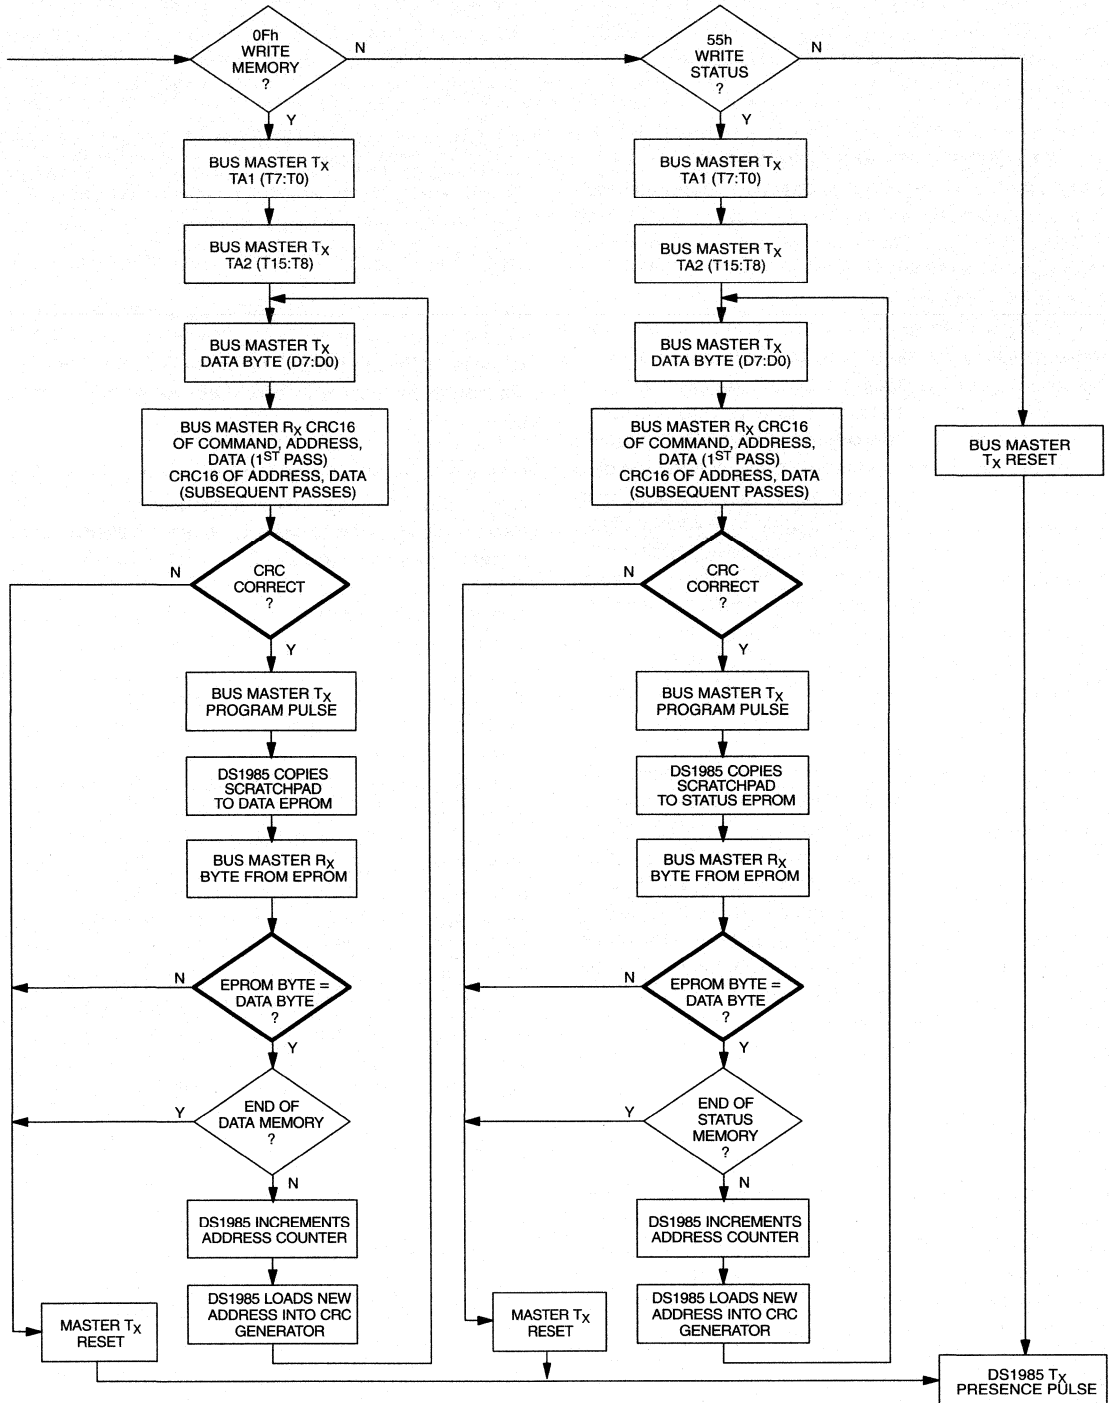 0Fh
WRITE
MEMORY
?
N
Y
BUS MASTER TX
TA1 (T7:T0)
BUS MASTER TX
TA2 (T15:T8)
BUS MASTER TX
DATA BYTE (D7:D0)
BUS MASTER RX CRC16
OF COMMAND, ADDRESS,
DATA (1ST PASS)
CRC16 OF ADDRESS, DATA
(SUBSEQUENT PASSES)
CRC
CORRECT
?
N
Y
BUS MASTER TX
PROGRAM PULSE
DS1985 COPIES
SCRATCHPAD
TO DATA EPROM
BUS MASTER RX
BYTE FROM EPROM
EPROM BYTE =
DATA BYTE
?
N
Y
END OF
DATA MEMORY
?
Y
N
DS1985 INCREMENTS
ADDRESS COUNTER
DS1985 LOADS NEW
ADDRESS INTO CRC
GENERATOR
MASTER TX
RESET
55h
WRITE
STATUS
?
N
Y
BUS MASTER TX
TA1 (T7:T0)
BUS MASTER TX
TA2 (T15:T8)
BUS MASTER TX
DATA BYTE (D7:D0)
BUS MASTER RX CRC16
OF COMMAND, ADDRESS,
DATA (1ST PASS)
CRC16 OF ADDRESS, DATA
(SUBSEQUENT PASSES)
CRC
CORRECT
?
N
Y
BUS MASTER TX
PROGRAM PULSE
DS1985 COPIES
SCRATCHPAD
TO STATUS EPROM
BUS MASTER RX
BYTE FROM EPROM
EPROM BYTE =
DATA BYTE
?
N
Y
END OF
STATUS
MEMORY
?
Y
N
DS1985 INCREMENTS
ADDRESS COUNTER
DS1985 LOADS NEW
ADDRESS INTO CRC
GENERATOR
MASTER TX
RESET
BUS MASTER
TX RESET
DS1985 TX
PRESENCE PULSE